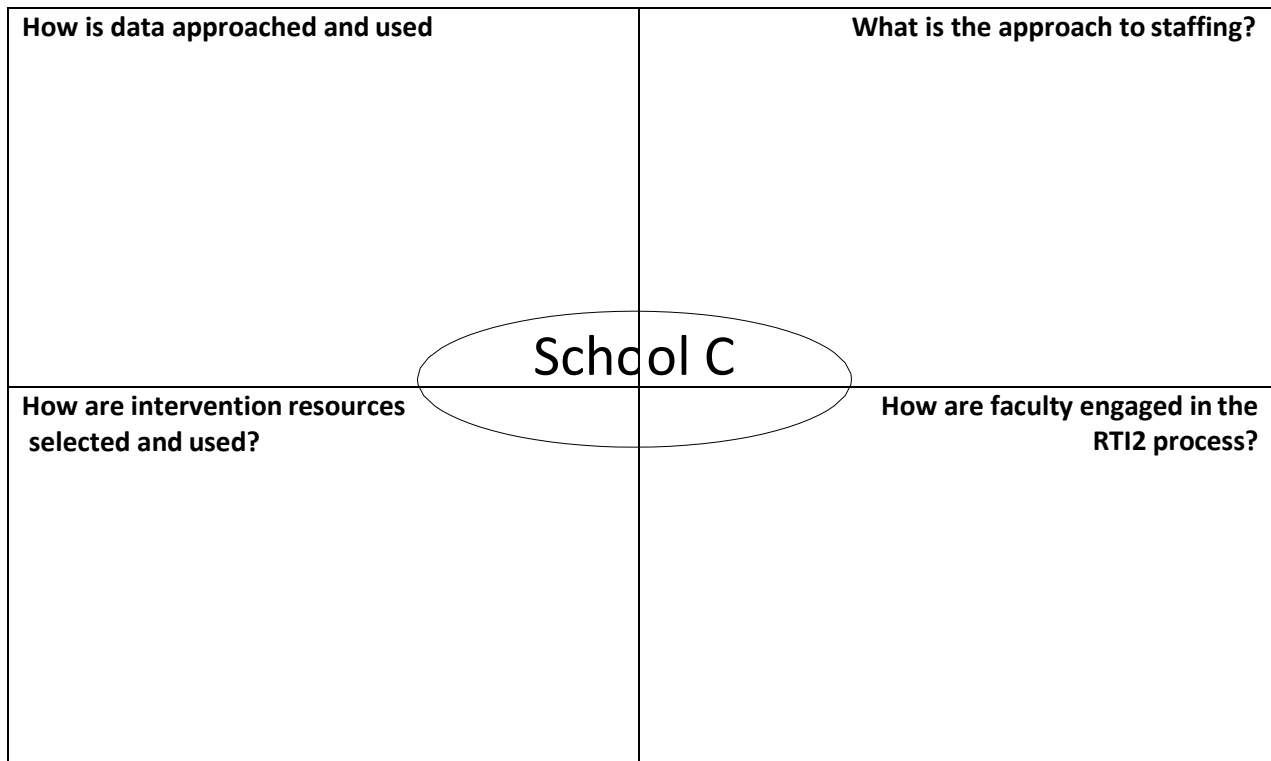 How is data approached and used
What is the approach to staffing?
School C
How are intervention resources
selected and used?
How are faculty engaged in the
RTI2 process?